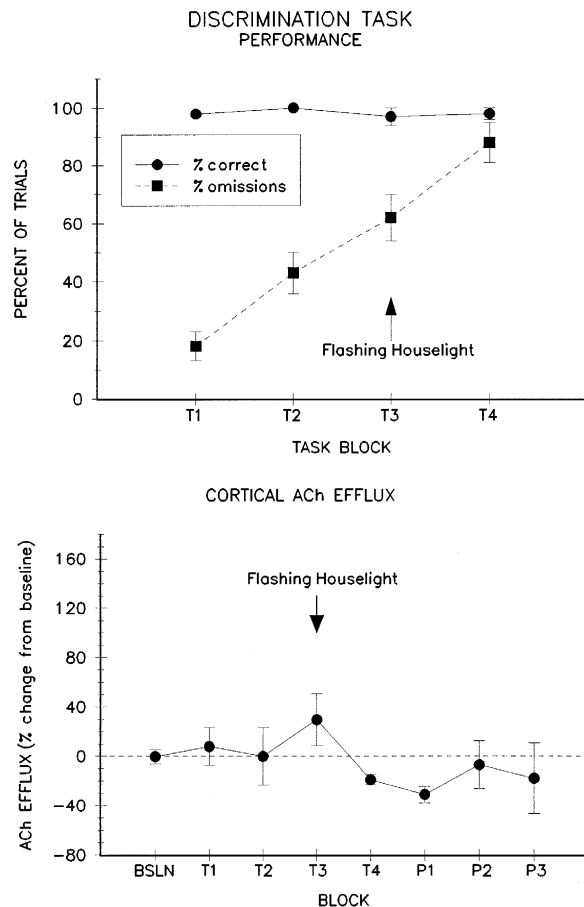 DISCRIMINATION TASK
PERFORMANCE
PERCENT OF TRIALS
100
80
60
40
20
0
% correct
% omissions
Flashing Houselight
T1 T2 T3 T4
TASK BLOCK
CORTICAL ACh EFFLUX
ACh EFFLUX (% change from baseline)
160
120
80
40
0
-40
-80
Flashing Houselight
BSLN T1 T2 T3 T4 P1 P2 P3
BLOCK